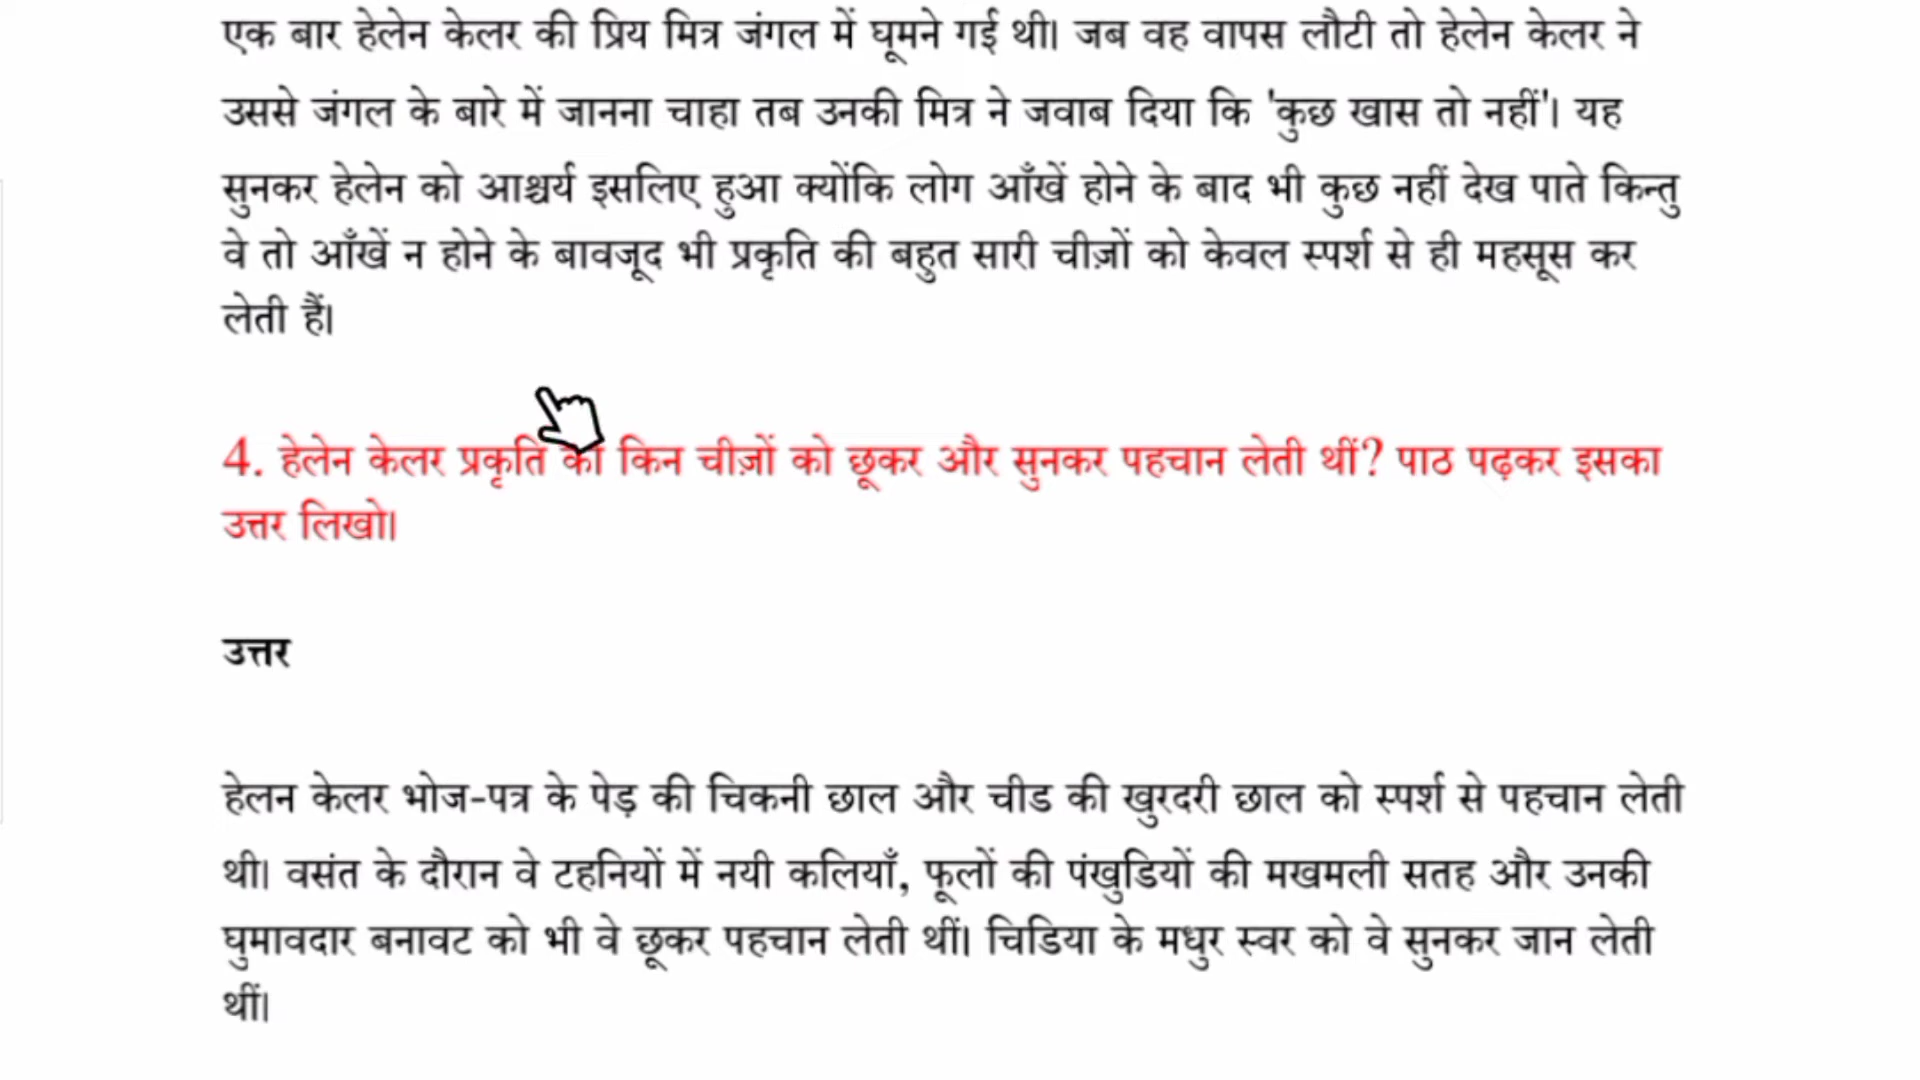 एक बार हेलेन केलर की प्रिय मित्र जंगल में घूमने गई थी। जब वह वापस लौटी तो हेलेन केलर ने
उससे जंगल के बारे में जानना चाहा तब उनकी मित्र ने जवाब दिया कि 'कुछ खास तो नहीं'। यह
सुनकर हेलेन को आश्चर्य इसलिए हुआ क्योंकि लोग आँखें होने के बाद भी कुछ नहीं देख पाते किन्तु
वे तो आँखें न होने के बावजूद भी प्रकृति की बहुत सारी चीज़ों को केवल स्पर्श से ही महसूस कर
लेती हैं।
4. हेलेन केलर प्रकृति की किन चीज़ों को छूकर और सुनकर पहचान लेती थीं? पाठ पढ़कर इसका
उत्तर लिखो।
उत्तर
हेलन केलर भोज-पत्र के पेड़ की चिकनी छाल और चीड की खुरदरी छाल को स्पर्श से पहचान लेती
थी। वसंत के दौरान वे टहनियों में नयी कलियाँ, फूलों की पंखुडियों की मखमली सतह और उनकी
घुमावदार बनावट को भी वे छूकर पहचान लेती थीं। चिडिया के मधुर स्वर को वे सुनकर जान लेती
थीं।